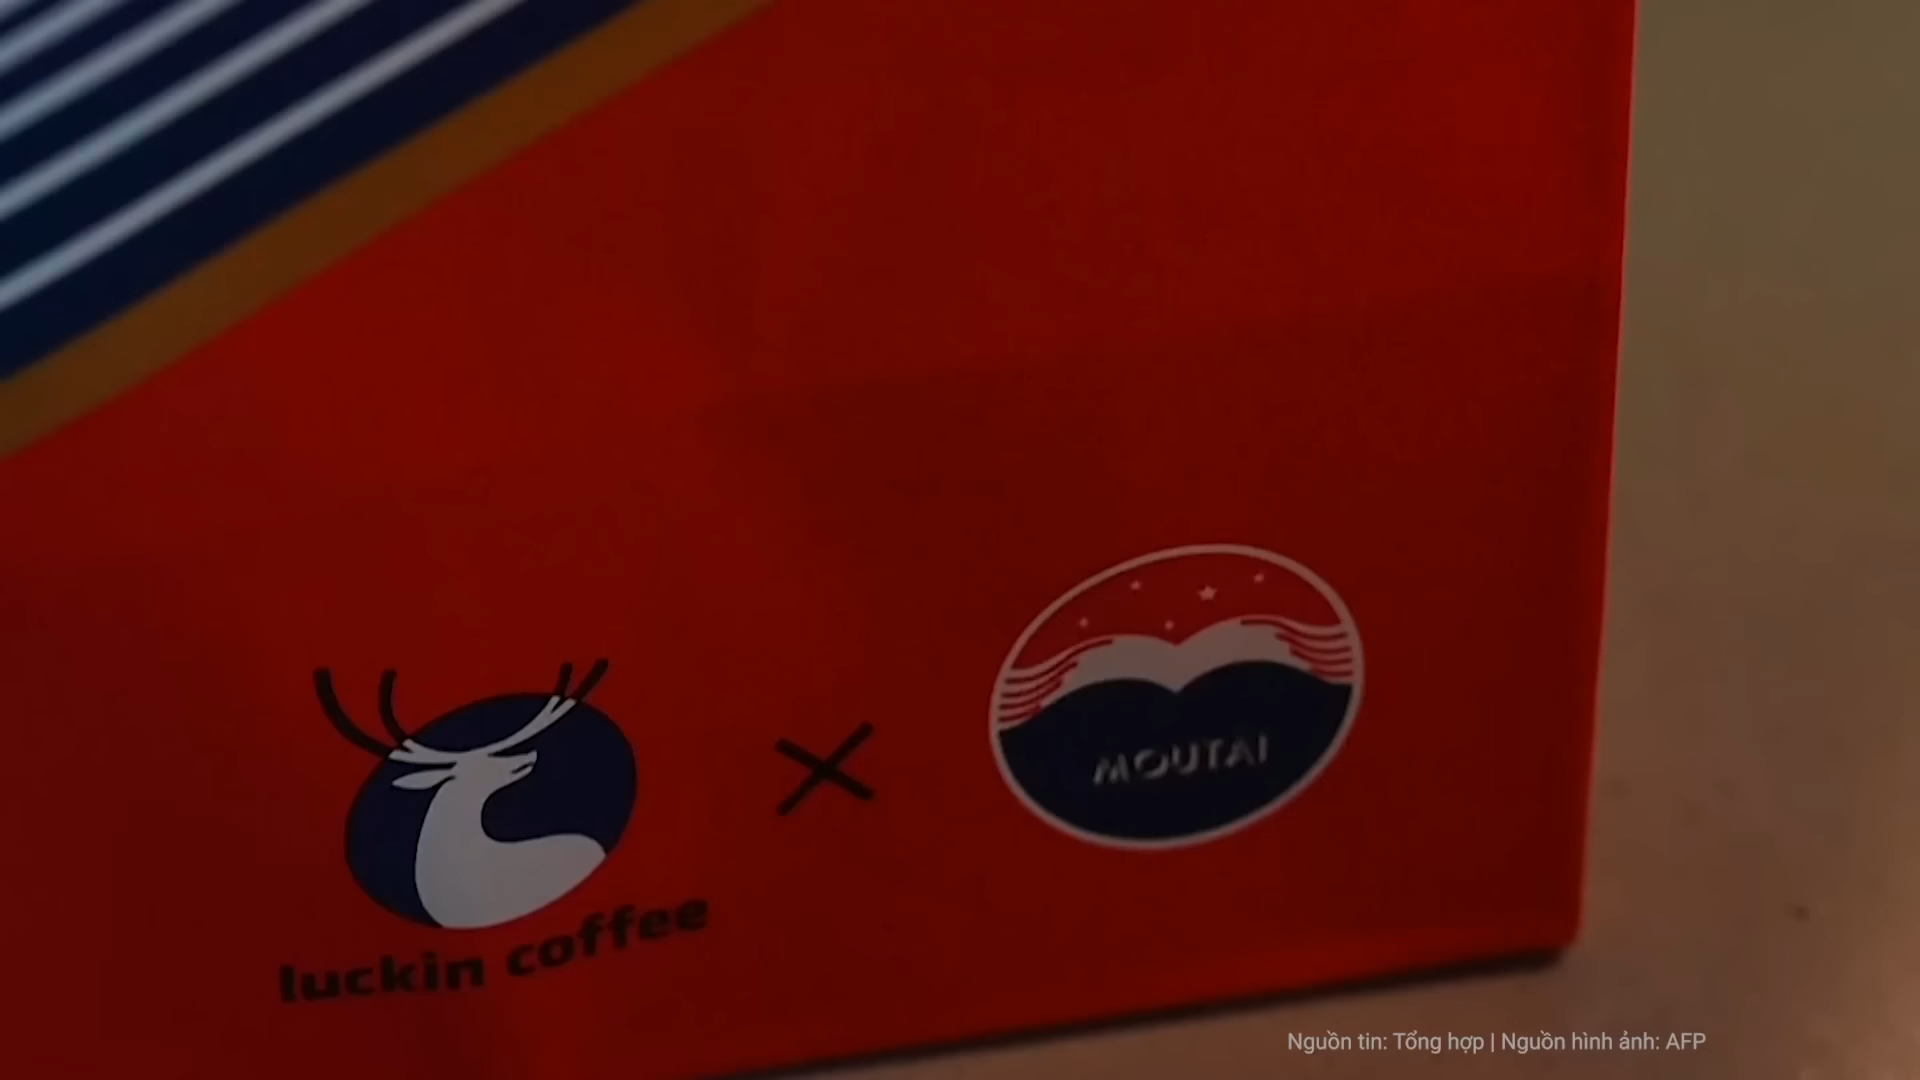 MOUTAI
luckin coffee
Nguồn tin: Tổng hợp | Nguồn hình ảnh: AFP